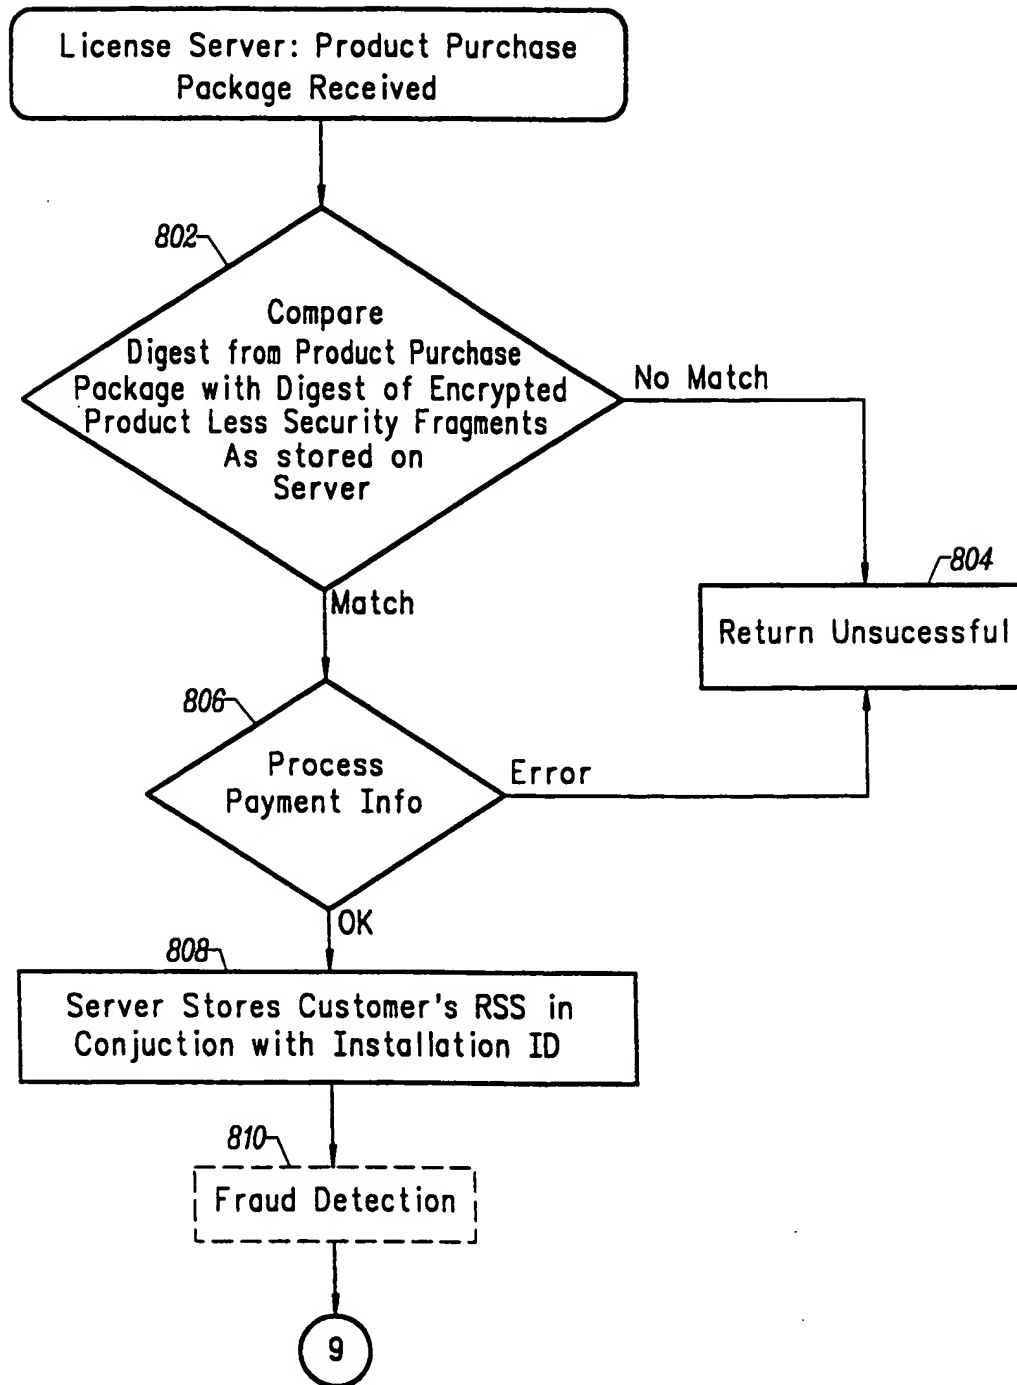 License Server: Product Purchase
Package Received
802
Compare
Digest from Product Purchase
Package with Digest of Encrypted
Product Less Security Fragments
As stored on
Server
No Match
Match
804
Return Unsucessful
806
Process
Payment Info
Error
OK
808
Server Stores Customer's RSS in
Conjuction with Installation ID
810
Fraud Detection
9